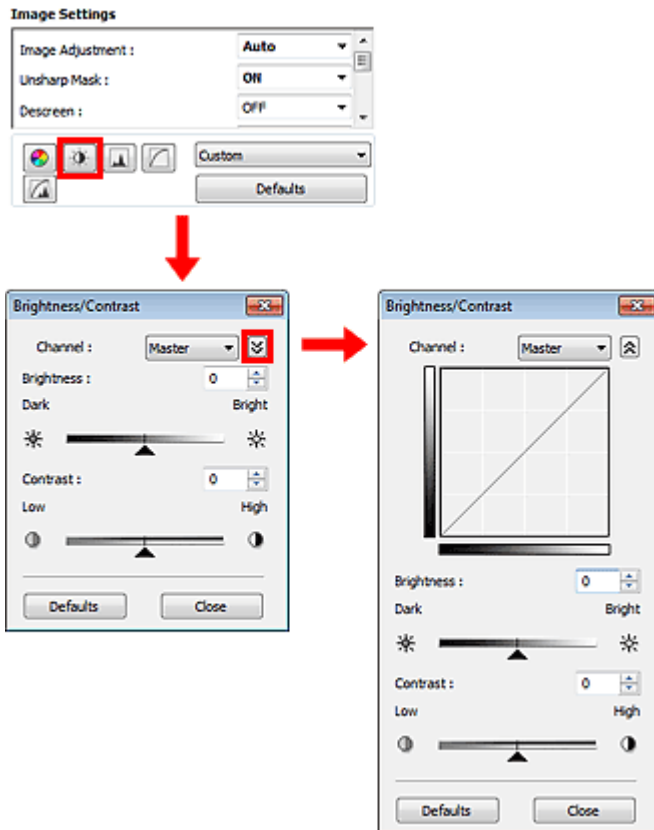 Image Settings
Image Adjustment : Auto
Unsharp Mask : ON
Descreen : OFF
Custom
Defaults
Brightness/Contrast
Channel : Master
Brightness : 0
Dark Bright
Contrast : 0
Low High
Defaults Close
Brightness/Contrast
Channel : Master
Brightness : 0
Dark Bright
Contrast : 0
Low High
Defaults Close